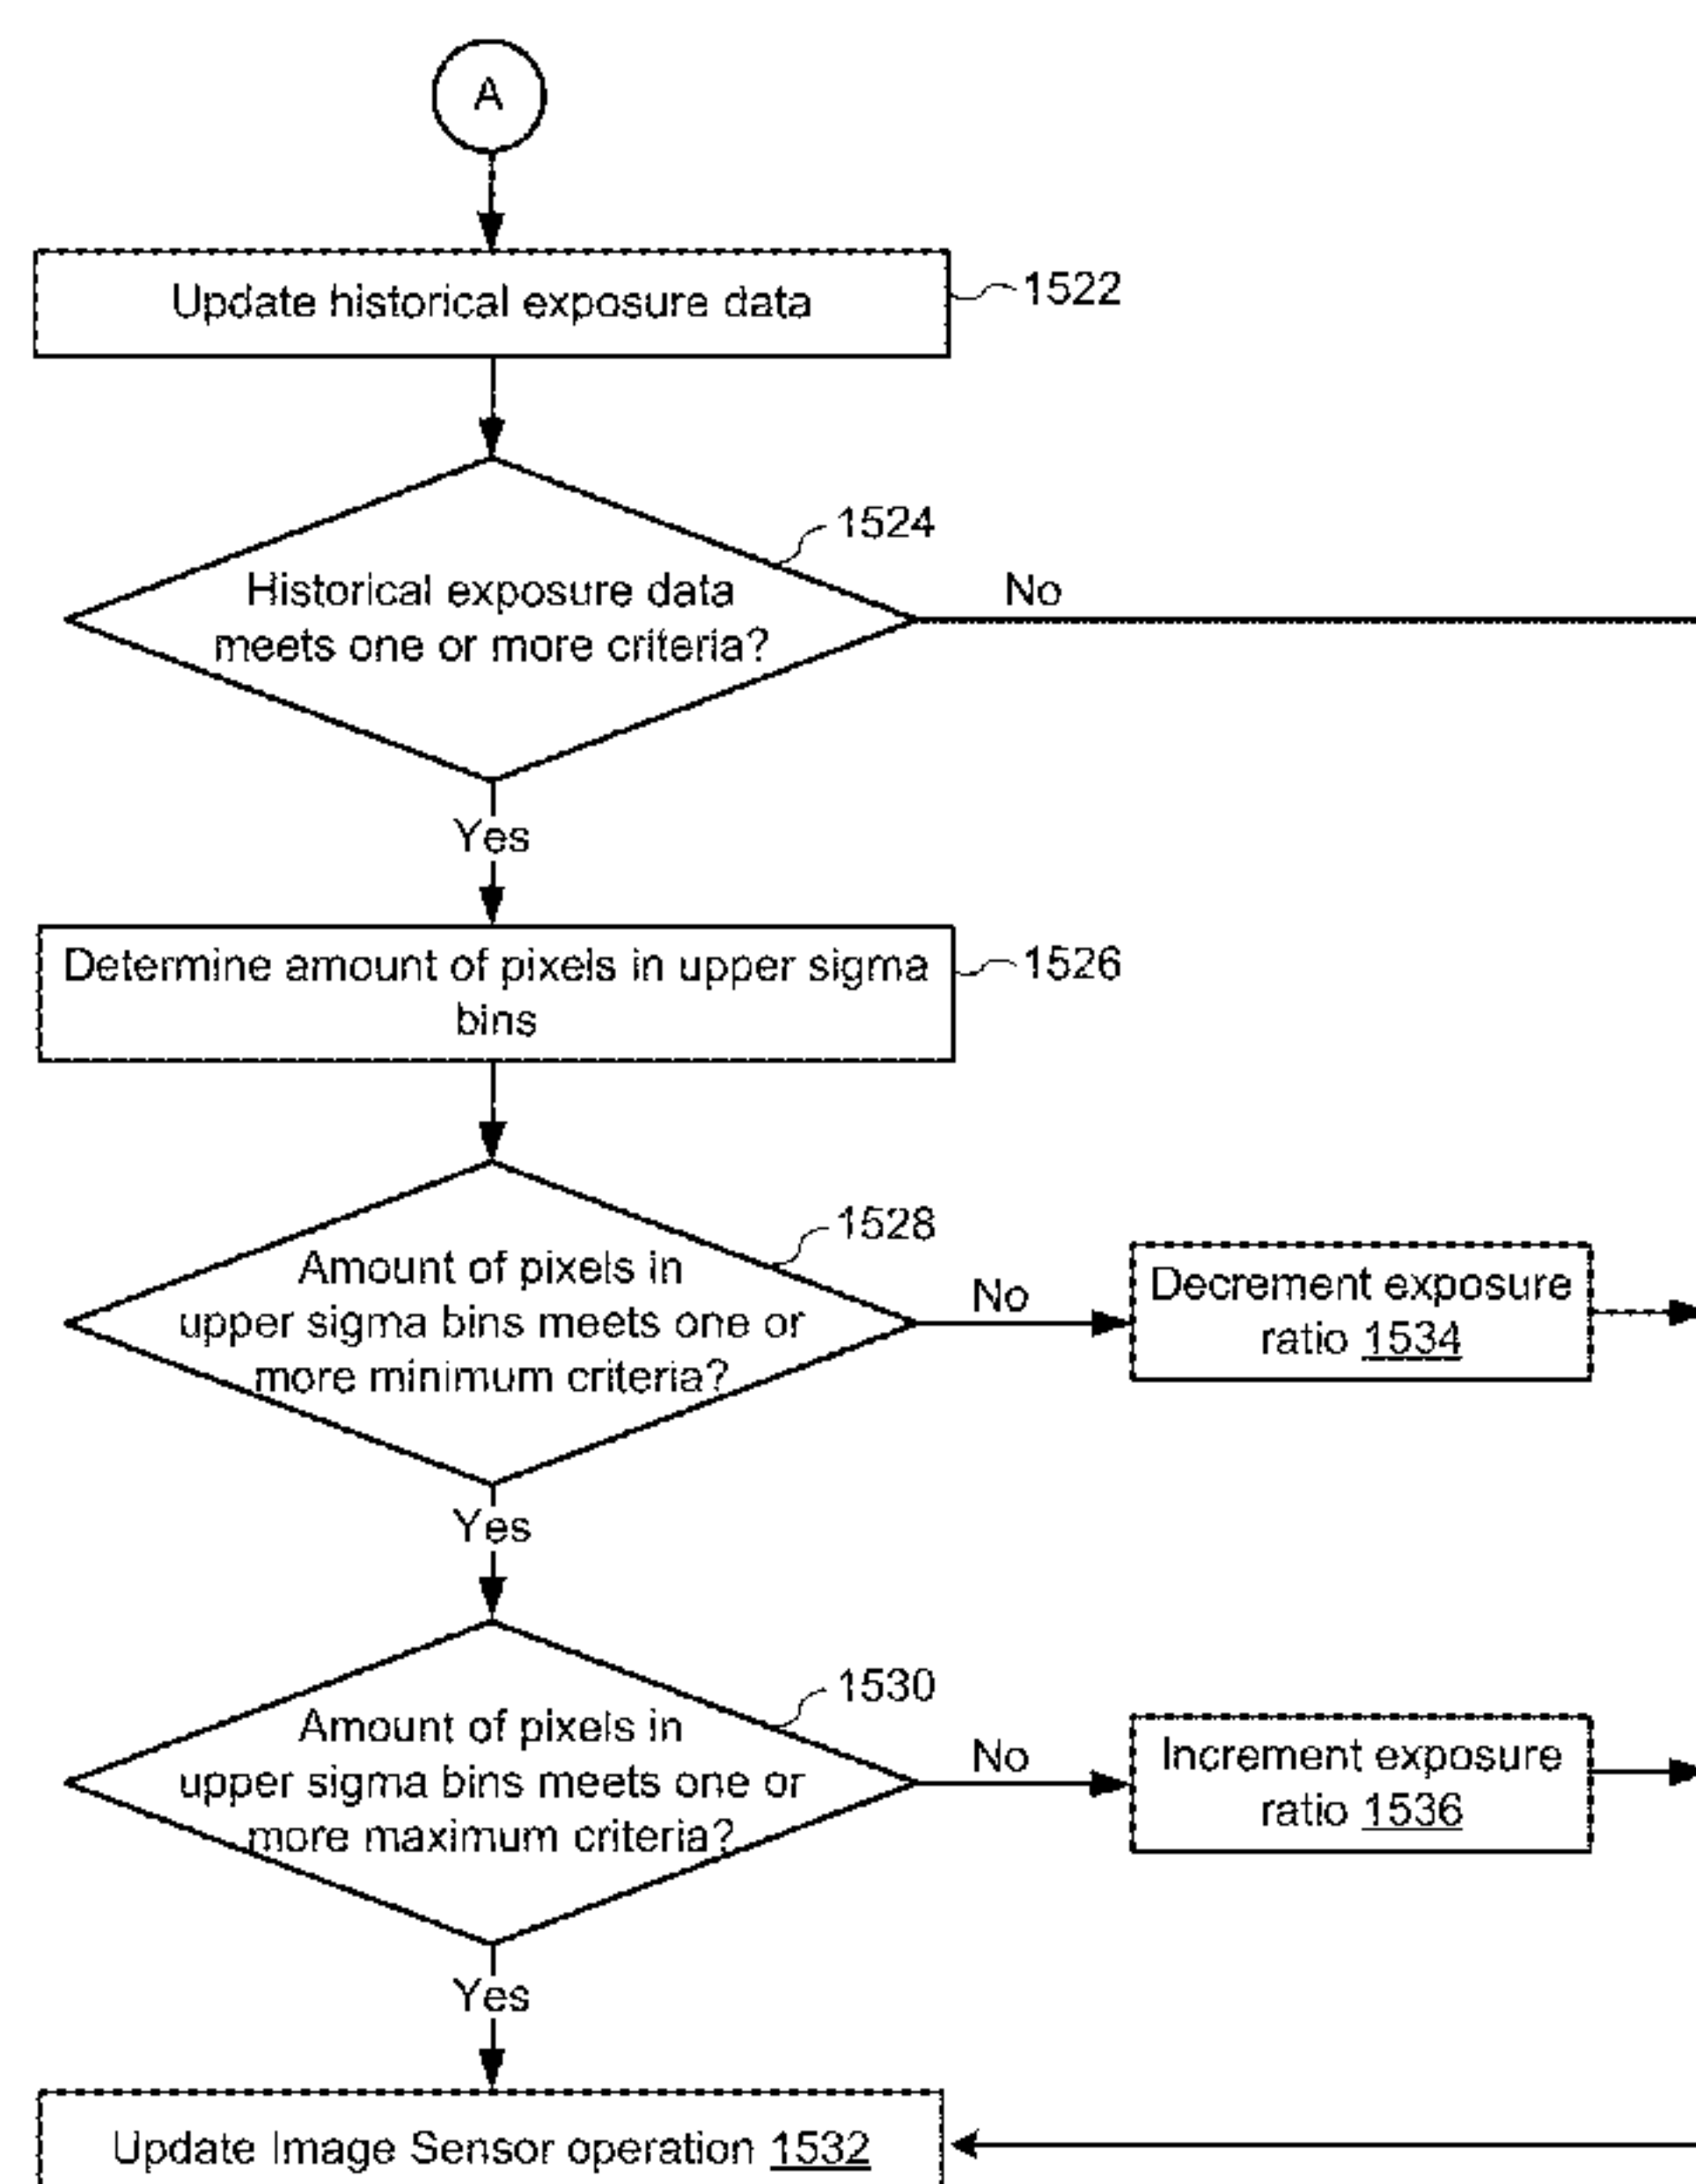 A
Update historical exposure data
1522
1524
Historical exposure data
meets one or more criteria?
No
Yes
Determine amount of pixels in upper sigma
bins
1526
1528
Amount of pixels in
upper sigma bins meets one or
more minimum criteria?
No
Decrement exposure
ratio 1534
Yes
1530
Amount of pixels in
upper sigma bins meets one or
more maximum criteria?
No
Increment exposure
ratio 1536
Yes
Update Image Sensor operation 1532